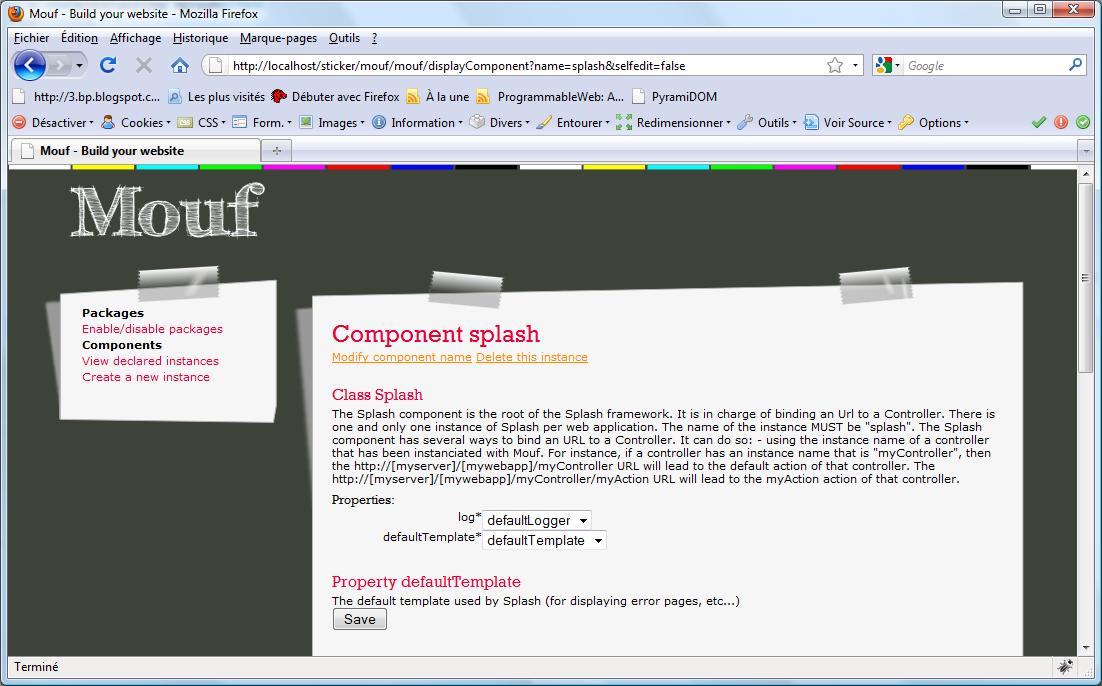 Mouf - Build your website - Mozilla Firefox
Fichier Édition Affichage Historique Marque-pages Outils ?
http://localhost/sticker/mouf/mouf/displayComponent?name=splash&selfedit=false Google
http://3.bp.blogspot.c... Les plus visités Débuter avec Firefox À la une ProgrammableWeb: A... PyramiDOM
Désactiver Cookies CSS Form. Images Information Divers Entourer Redimensionner Outils Voir Source Options
Mouf - Build your website
Mouf
Packages
Enable/disable packages
Components
View declared instances
Create a new instance
Component splash
Modify component name Delete this instance
Class Splash
The Splash component is the root of the Splash framework. It is in charge of binding an Url to a Controller. There is
one and only one instance of Splash per web application. The name of the instance MUST be "splash". The Splash
component has several ways to bind an URL to a Controller. It can do so: - using the instance name of a controller
that has been instanciated with Mouf. For instance, if a controller has an instance name that is "myController", then
the http://[myserver]/[mywebapp]/myController URL will lead to the default action of that controller. The
http://[myserver]/[mywebapp]/myController/myAction URL will lead to the myAction action of that controller.
Properties:
log* defaultLogger
defaultTemplate* defaultTemplate
Property defaultTemplate
The default template used by Splash (for displaying error pages, etc...)
Save
Terminé